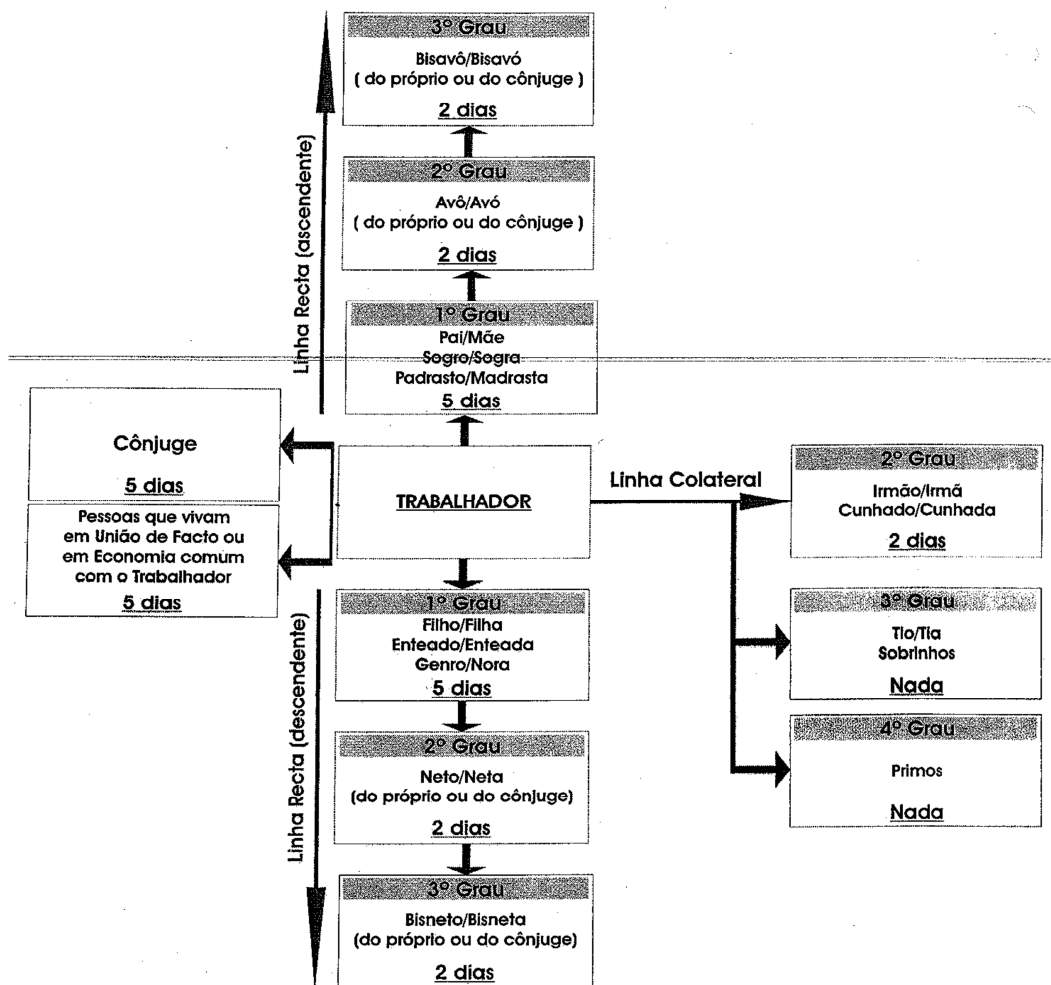 3º Grau
Bisavô/Bisavó
( do próprio ou do cônjuge )
2 dias
2º Grau
Avô/Avó
( do próprio ou do cônjuge )
2 dias
Linha Recta (ascendente)
1º Grau
Pai/Mãe
Sogro/Sogra
Padrasto/Madrasta
5 dias
Cônjuge
5 dias
Pessoas que vivam
em União de Facto ou
em Economia comum
com o Trabalhador
5 dias
TRABALHADOR
Linha Colateral
2º Grau
Irmão/Irmã
Cunhado/Cunhada
2 dias
3º Grau
Tio/Tia
Sobrinhos
Nada
4º Grau
Primos
Nada
Linha Recta (descendente)
1º Grau
Filho/Filha
Enteado/Enteada
Genro/Nora
5 dias
2º Grau
Neto/Neta
(do próprio ou do cônjuge)
2 dias
3º Grau
Bisneto/Bisneta
(do próprio ou do cônjuge)
2 dias